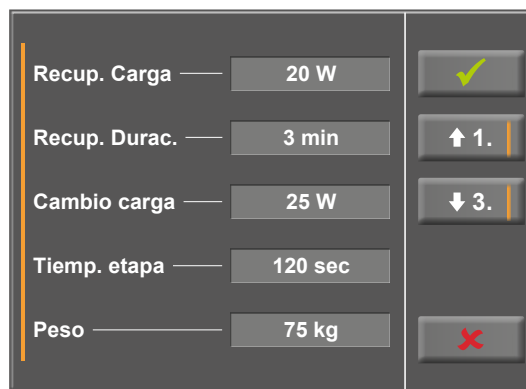 Recup. Carga 20 W
Recup. Durac. 3 min
1.
Cambio carga 25 W
3.
Tiemp. etapa 120 sec
Peso 75 kg